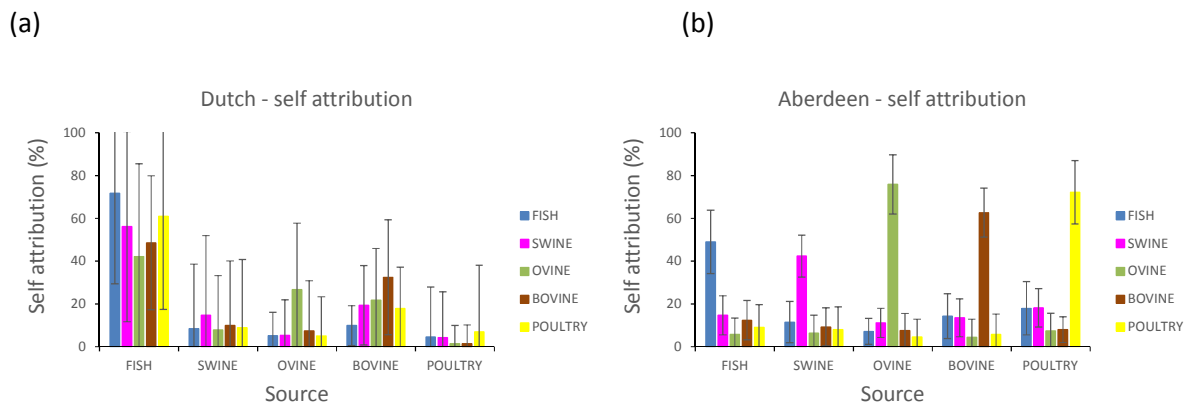 (a)
Dutch - self attribution
Self attribution (%)
100
80
60
40
20
0
FISH SWINE OVINE BOVINE POULTRY
Source
FISH
SWINE
OVINE
BOVINE
POULTRY
(b)
Aberdeen - self attribution
Self attribution (%)
100
80
60
40
20
0
FISH SWINE OVINE BOVINE POULTRY
Source
FISH
SWINE
OVINE
BOVINE
POULTRY